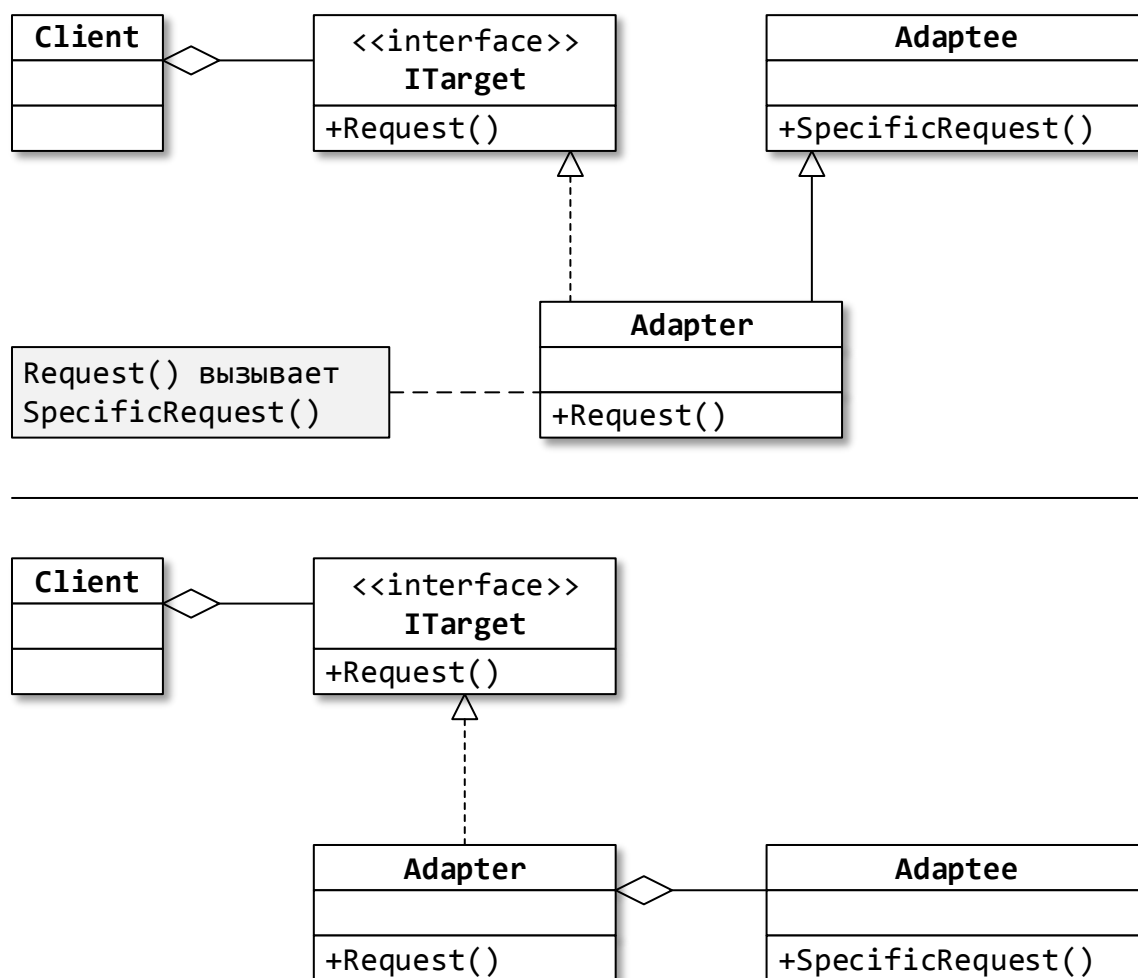 Client
<<interface>>
ITarget
+Request()
Adaptee
+SpecificRequest()
Adapter
+Request()
Request() вызывает
SpecificRequest()
Client
<<interface>>
ITarget
+Request()
Adapter
+Request()
Adaptee
+SpecificRequest()